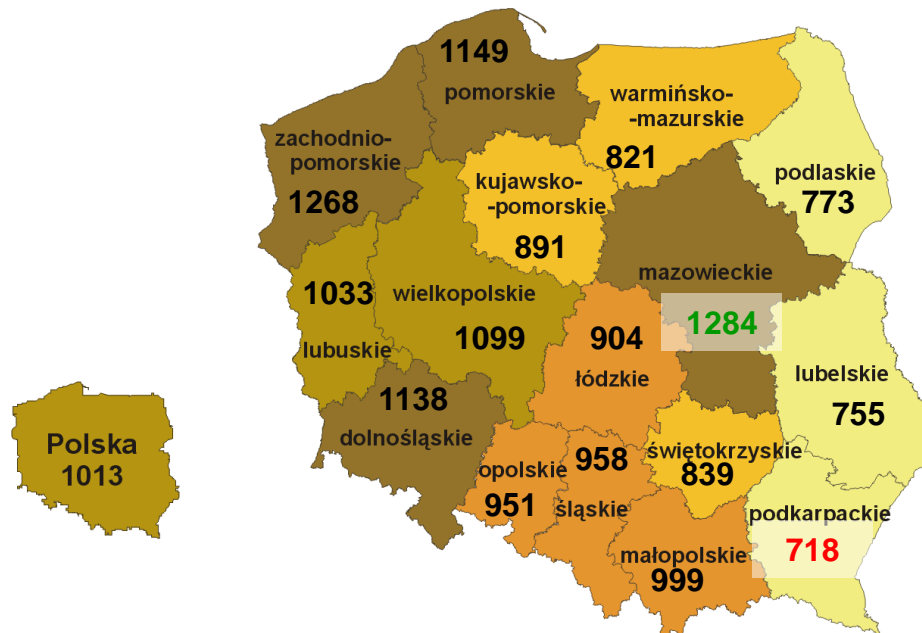 1149
pomorskie
warmińsko-
-mazurskie
821
zachodnio-
pomorskie
1268
podlaskie
773
kujawsko-
-pomorskie
891
mazowieckie
1284
1033
lubuskie
wielkopolskie
1099
904
łódzkie
lubelskie
755
1138
dolnośląskie
Polska
1013
opolskie
951
958
śląskie
świętokrzyskie
839
podkarpackie
718
małopolskie
999